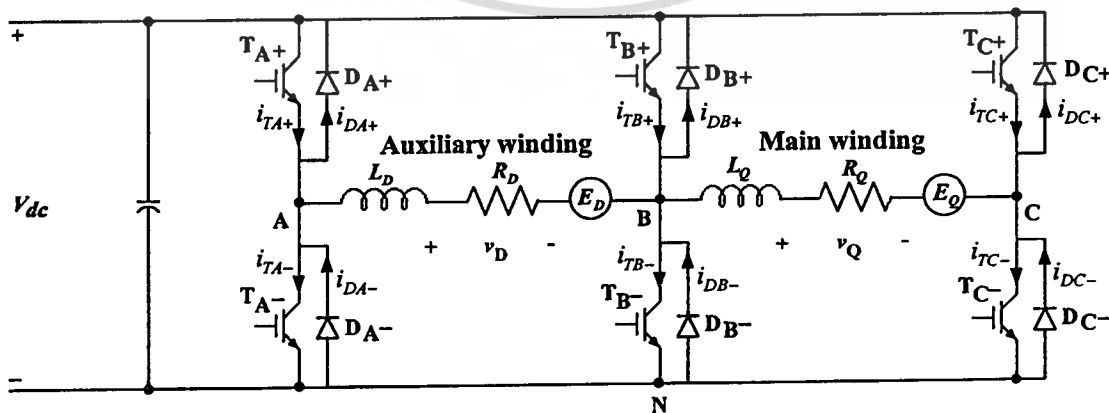 +
T_A+
D_A+
T_B+
D_B+
T_C+
D_C+
i_TA+
i_DA+
i_TB+
i_DB+
i_TC+
i_DC+
Auxiliary winding
Main winding
L_D
R_D
E_D
L_Q
R_Q
E_Q
V_dc
A
B
C
+ v_D -
+ v_Q -
i_TA−
i_DA−
i_TB−
i_DB−
i_TC−
i_DC−
T_A−
D_A−
T_B−
D_B−
T_C−
D_C−
−
N